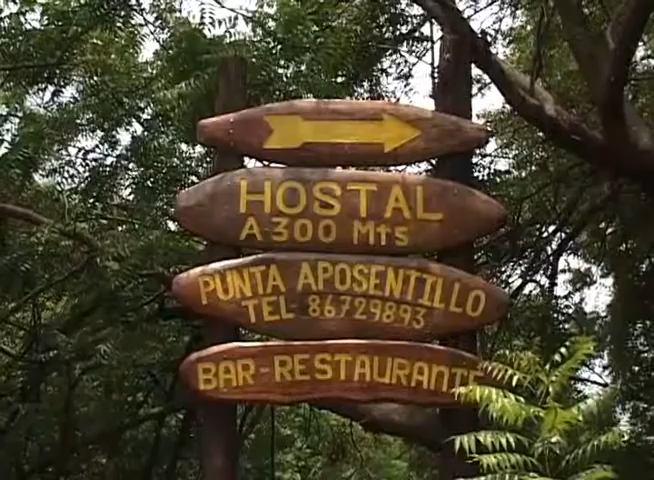 HOSTAL
A 300 Mts
PUNTA APOSENTILLO
TEL 86729893
BAR-RESTAURANTE